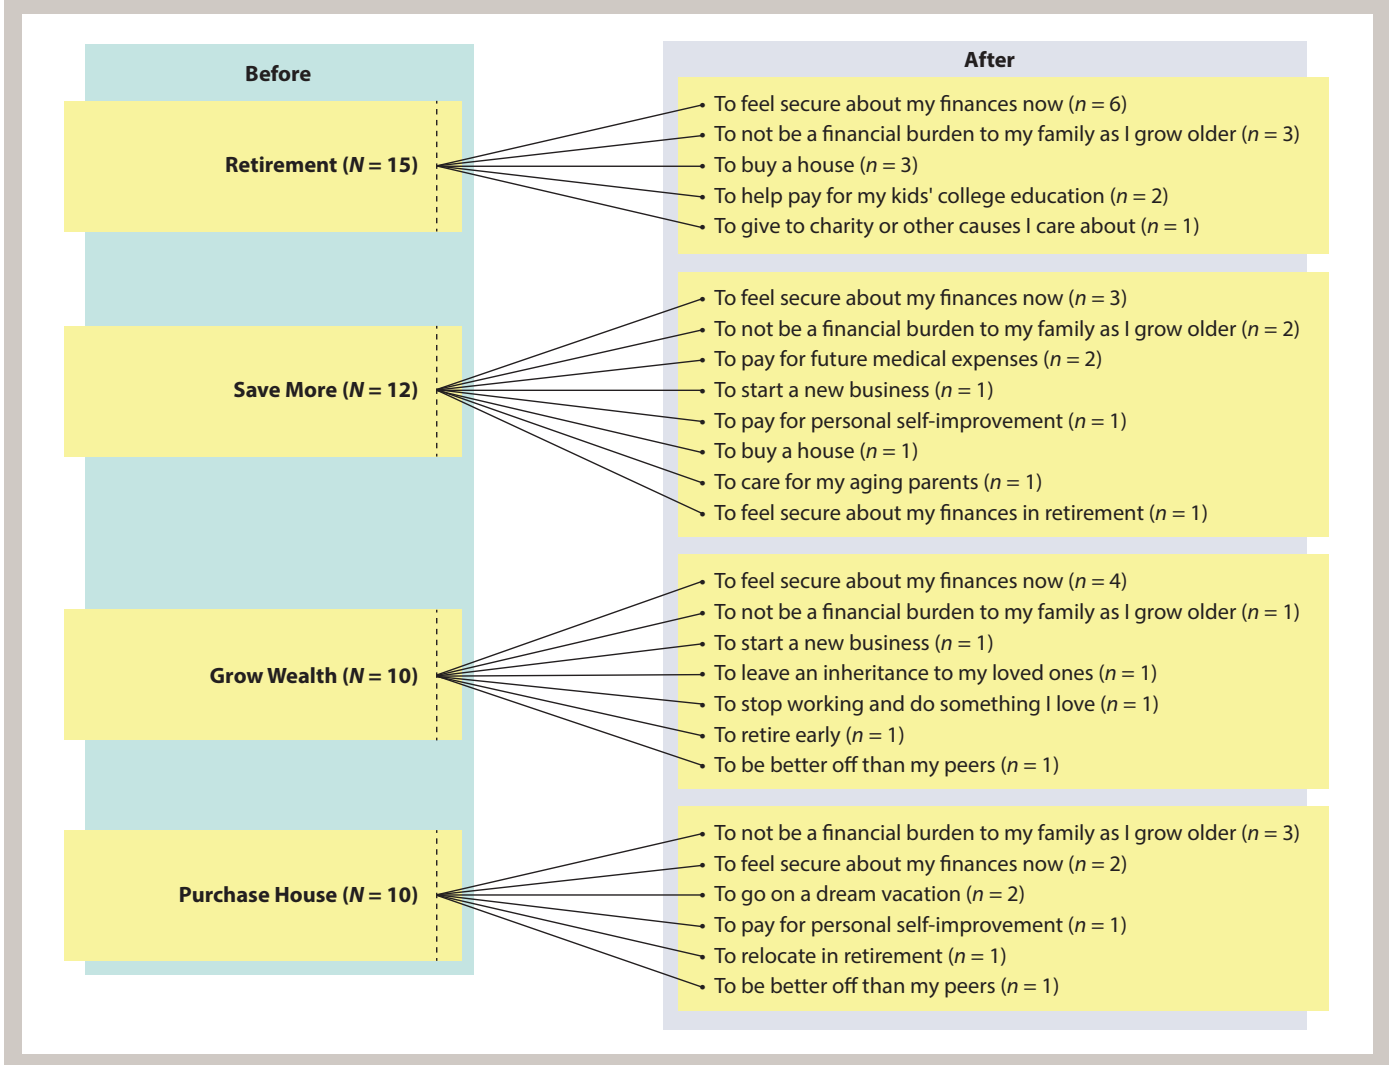 Before
Retirement (N = 15)
Save More (N = 12)
Grow Wealth (N = 10)
Purchase House (N = 10)
After
To feel secure about my finances now (n = 6)
To not be a financial burden to my family as I grow older (n = 3)
To buy a house (n = 3)
To help pay for my kids' college education (n = 2)
To give to charity or other causes I care about (n = 1)
To feel secure about my finances now (n = 3)
To not be a financial burden to my family as I grow older (n = 2)
To pay for future medical expenses (n = 2)
To start a new business (n = 1)
To pay for personal self-improvement (n = 1)
To buy a house (n = 1)
To care for my aging parents (n = 1)
To feel secure about my finances in retirement (n = 1)
To feel secure about my finances now (n = 4)
To not be a financial burden to my family as I grow older (n = 1)
To start a new business (n = 1)
To leave an inheritance to my loved ones (n = 1)
To stop working and do something I love (n = 1)
To retire early (n = 1)
To be better off than my peers (n = 1)
To not be a financial burden to my family as I grow older (n = 3)
To feel secure about my finances now (n = 2)
To go on a dream vacation (n = 2)
To pay for personal self-improvement (n = 1)
To relocate in retirement (n = 1)
To be better off than my peers (n = 1)